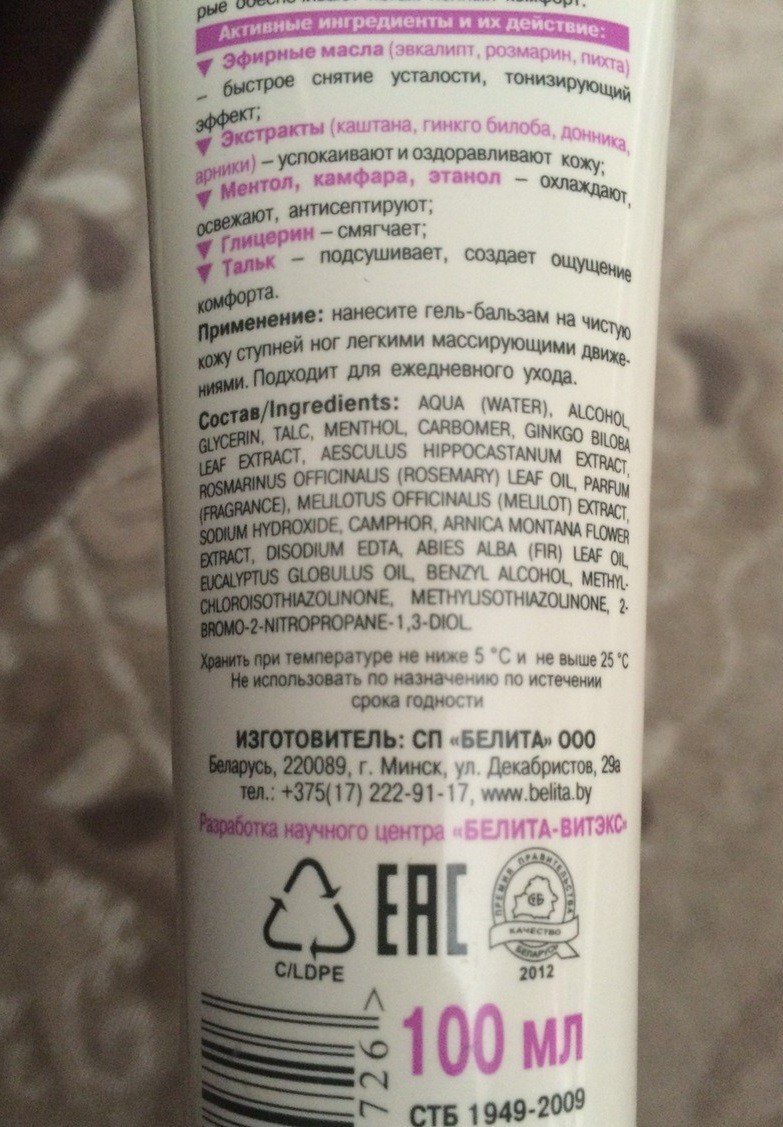 Активные ингредиенты и их действие:
▼ Эфирные масла (эвкалипт, розмарин, пихта)
– быстрое снятие усталости, тонизирующий
эффект;
▼ Экстракты (каштана, гинкго билоба, донника,
арники) – успокаивают и оздоравливают кожу;
▼ Ментол, камфара, этанол – охлаждают,
освежают, антисептируют;
▼ Глицерин – смягчает;
▼ Тальк – подсушивает, создает ощущение
комфорта.
Применение: нанесите гель-бальзам на чистую
кожу ступней ног легкими массирующими движе-
ниями. Подходит для ежедневного ухода.
Состав/Ingredients: AQUA (WATER), ALCOHOL,
GLYCERIN, TALC, MENTHOL, CARBOMER, GINKGO BILOBA
LEAF EXTRACT, AESCULUS HIPPOCASTANUM EXTRACT,
ROSMARINUS OFFICINALIS (ROSEMARY) LEAF OIL, PARFUM
(FRAGRANCE), MELILOTUS OFFICINALIS (MELILOT) EXTRACT,
SODIUM HYDROXIDE, CAMPHOR, ARNICA MONTANA FLOWER
EXTRACT, DISODIUM EDTA, ABIES ALBA (FIR) LEAF OIL,
EUCALYPTUS GLOBULUS OIL, BENZYL ALCOHOL, METHYL-
CHLOROISOTHIAZOLINONE, METHYLISOTHIAZOLINONE, 2-
BROMO-2-NITROPROPANE-1,3-DIOL.
Хранить при температуре не ниже 5 °С и не выше 25 °С
Не использовать по назначению по истечении
срока годности
ИЗГОТОВИТЕЛЬ: СП «БЕЛИТА» ООО
Беларусь, 220089, г. Минск, ул. Декабристов, 29а
тел.: +375(17) 222-91-17, www.belita.by
Разработка научного центра «БЕЛИТА-ВИТЭКС»
EAC
ПРЕМИЯ ПРАВИТЕЛЬСТВА
КАЧЕСТВО
БЕЛАРУСЬ
C/LDPE
2012
726 >
100 мл
СТБ 1949-2009